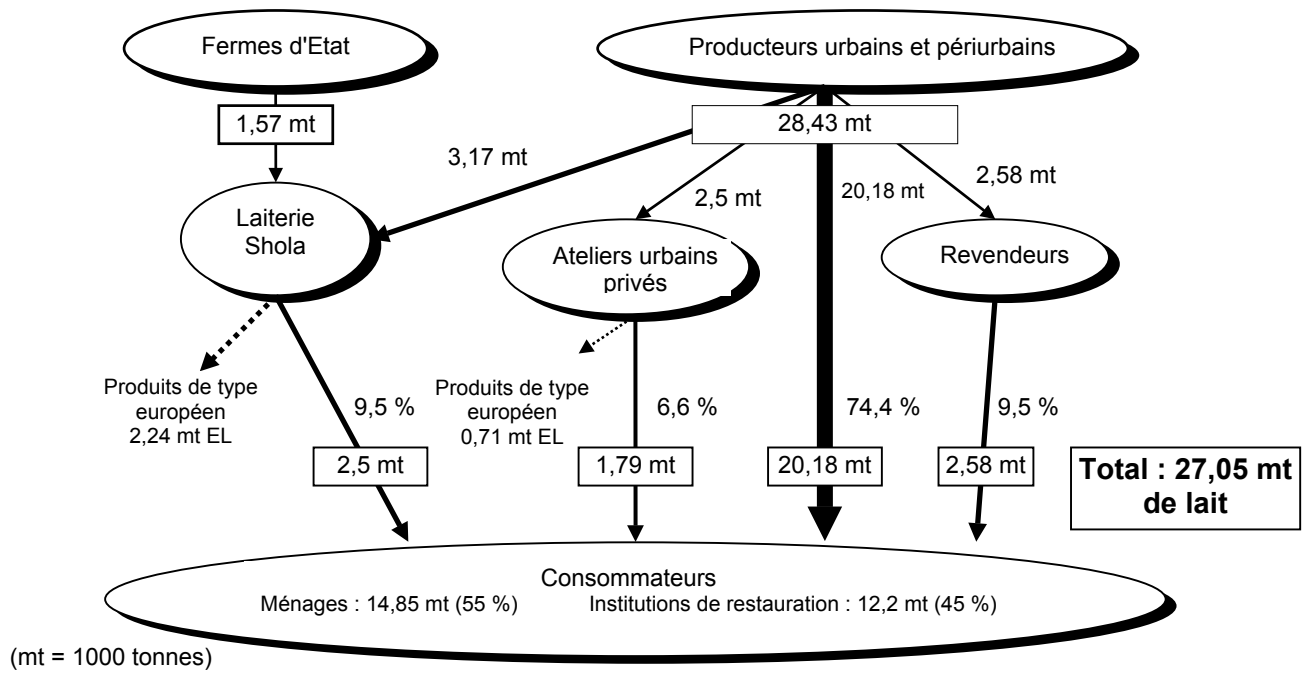 Fermes d'Etat
Producteurs urbains et périurbains
1,57 mt
28,43 mt
3,17 mt
2,5 mt
20,18 mt
2,58 mt
Laiterie
Shola
Ateliers urbains
privés
Revendeurs
Produits de type
européen
2,24 mt EL
9,5 %
Produits de type
européen
0,71 mt EL
6,6 %
74,4 %
9,5 %
2,5 mt
1,79 mt
20,18 mt
2,58 mt
Total : 27,05 mt
de lait
Consommateurs
Ménages : 14,85 mt (55 %)
Institutions de restauration : 12,2 mt (45 %)
(mt = 1000 tonnes)